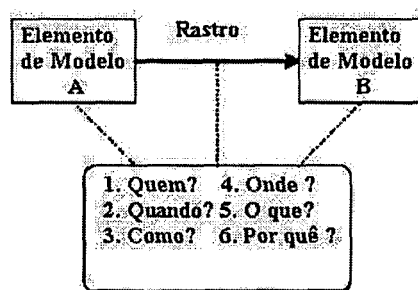 Elemento
de Modelo
A
Rastro
Elemento
de Modelo
B
1. Quem? 4. Onde ?
2. Quando? 5. O que?
3. Como? 6. Por quê ?